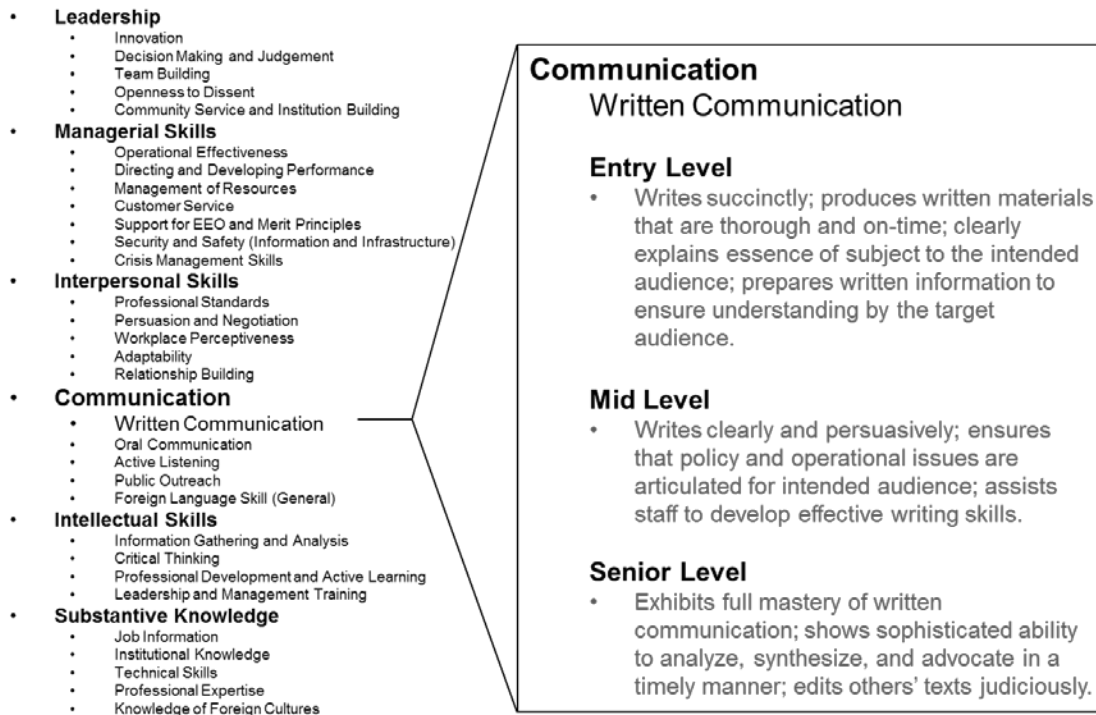 • Leadership
• Innovation
• Decision Making and Judgement
• Team Building
• Openness to Dissent
• Community Service and Institution Building
• Managerial Skills
• Operational Effectiveness
• Directing and Developing Performance
• Management of Resources
• Customer Service
• Support for EEO and Merit Principles
• Security and Safety (Information and Infrastructure)
• Crisis Management Skills
• Interpersonal Skills
• Professional Standards
• Persuasion and Negotiation
• Workplace Perceptiveness
• Adaptability
• Relationship Building
• Communication
• Written Communication
• Oral Communication
• Active Listening
• Public Outreach
• Foreign Language Skill (General)
• Intellectual Skills
• Information Gathering and Analysis
• Critical Thinking
• Professional Development and Active Learning
• Leadership and Management Training
• Substantive Knowledge
• Job Information
• Institutional Knowledge
• Technical Skills
• Professional Expertise
• Knowledge of Foreign Cultures
Communication
Written Communication
Entry Level
• Writes succinctly; produces written materials
that are thorough and on-time; clearly
explains essence of subject to the intended
audience; prepares written information to
ensure understanding by the target
audience.
Mid Level
• Writes clearly and persuasively; ensures
that policy and operational issues are
articulated for intended audience; assists
staff to develop effective writing skills.
Senior Level
• Exhibits full mastery of written
communication; shows sophisticated ability
to analyze, synthesize, and advocate in a
timely manner; edits others' texts judiciously.